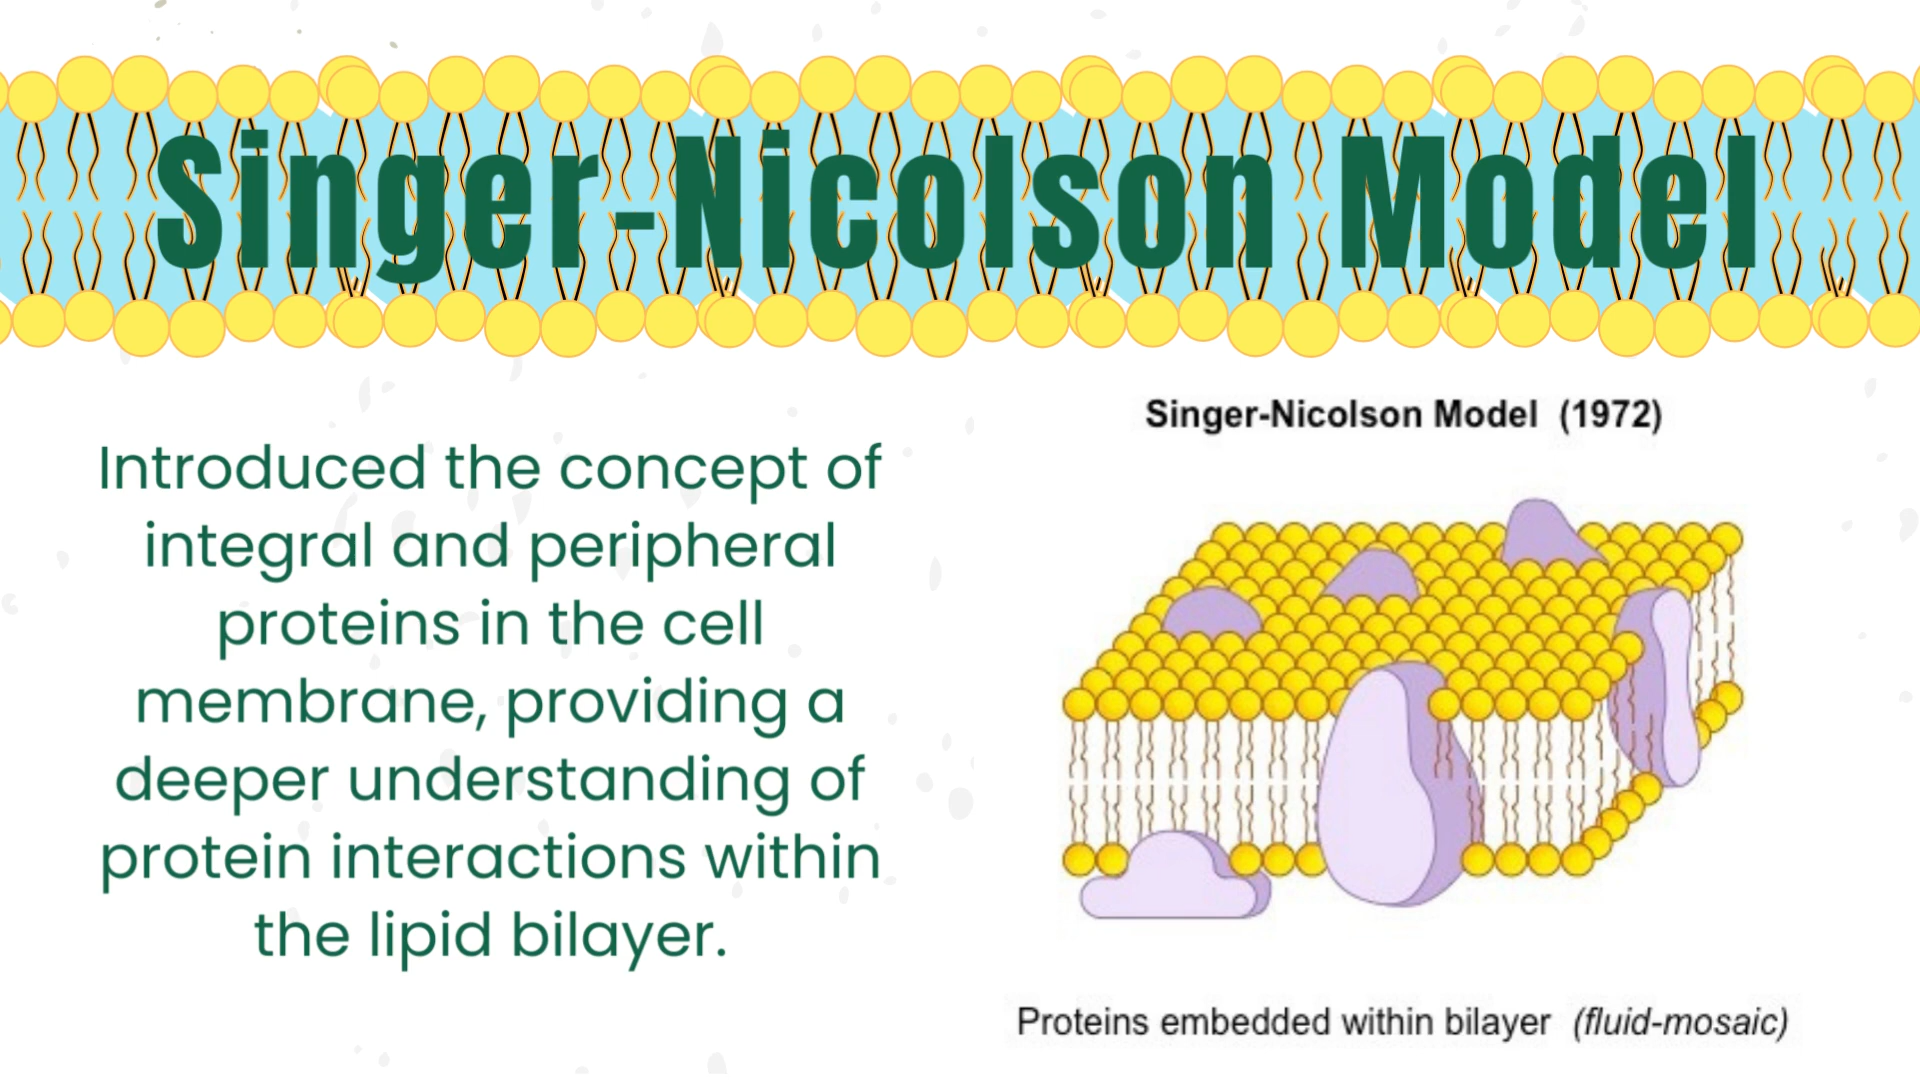 Singer-Nicolson Model
Introduced the concept of
integral and peripheral
proteins in the cell
membrane, providing a
deeper understanding of
protein interactions within
the lipid bilayer.
Singer-Nicolson Model (1972)
Proteins embedded within bilayer (fluid-mosaic)